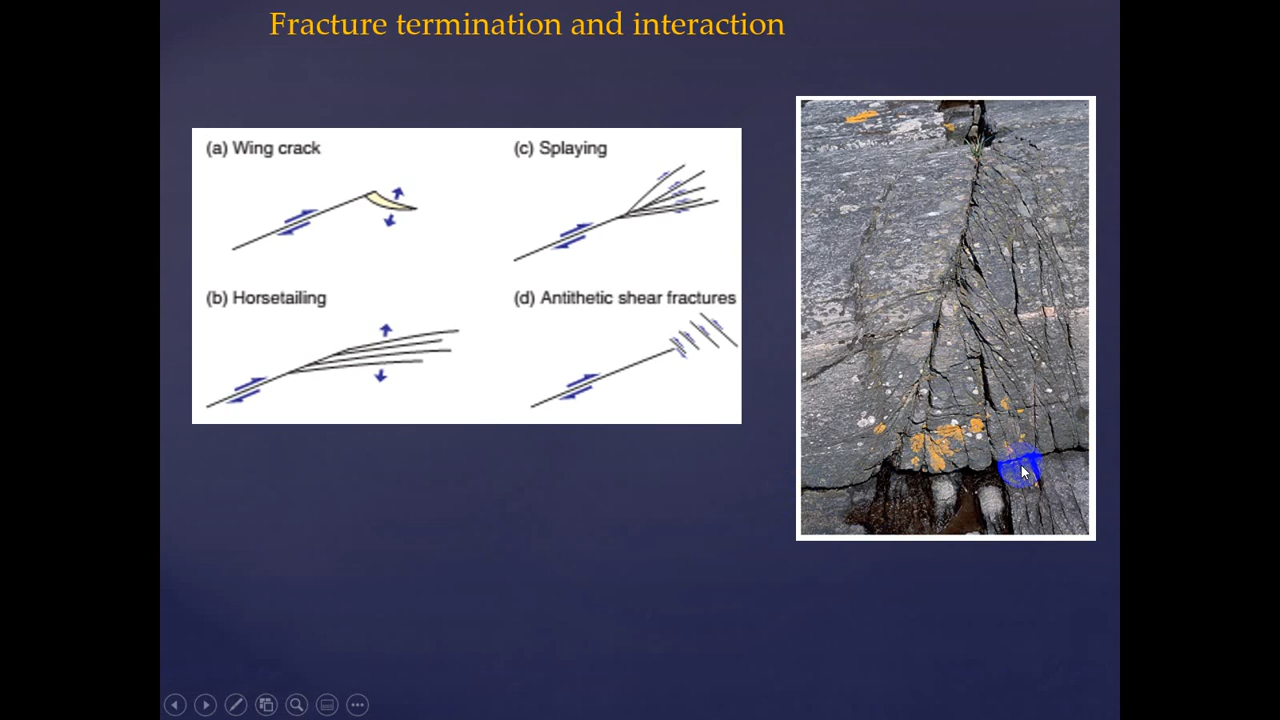 Fracture termination and interaction
(a) Wing crack
(c) Splaying
(b) Horsetailing
(d) Antithetic shear fractures